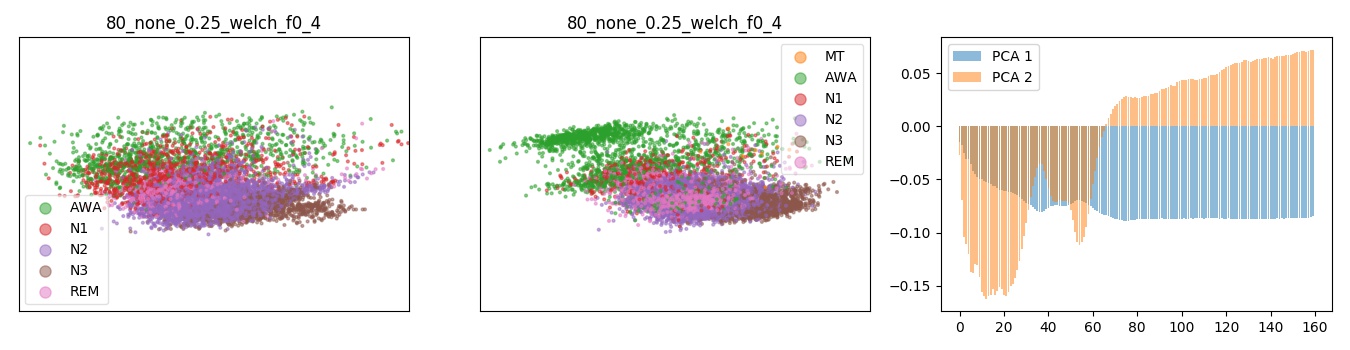 80_none_0.25_welch_f0_4
AWA
N1
N2
N3
REM
80_none_0.25_welch_f0_4
MT
AWA
N1
N2
N3
REM
PCA 1
PCA 2
0.05
0.00
−0.05
−0.10
−0.15
0 20 40 60 80 100 120 140 160